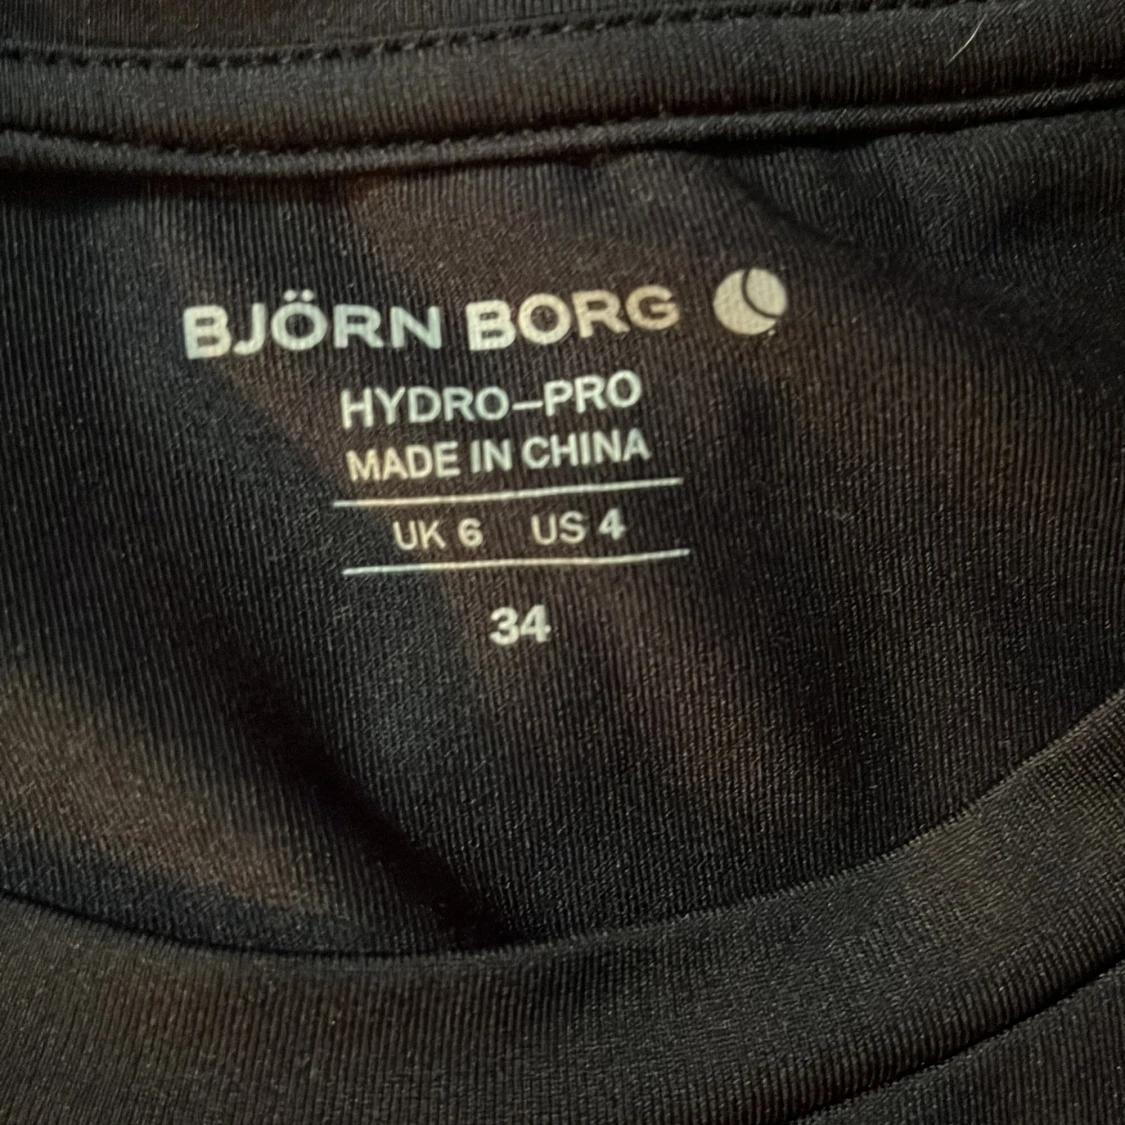 BJÖRN BORG
HYDRO-PRO
MADE IN CHINA
UK 6 US 4
34